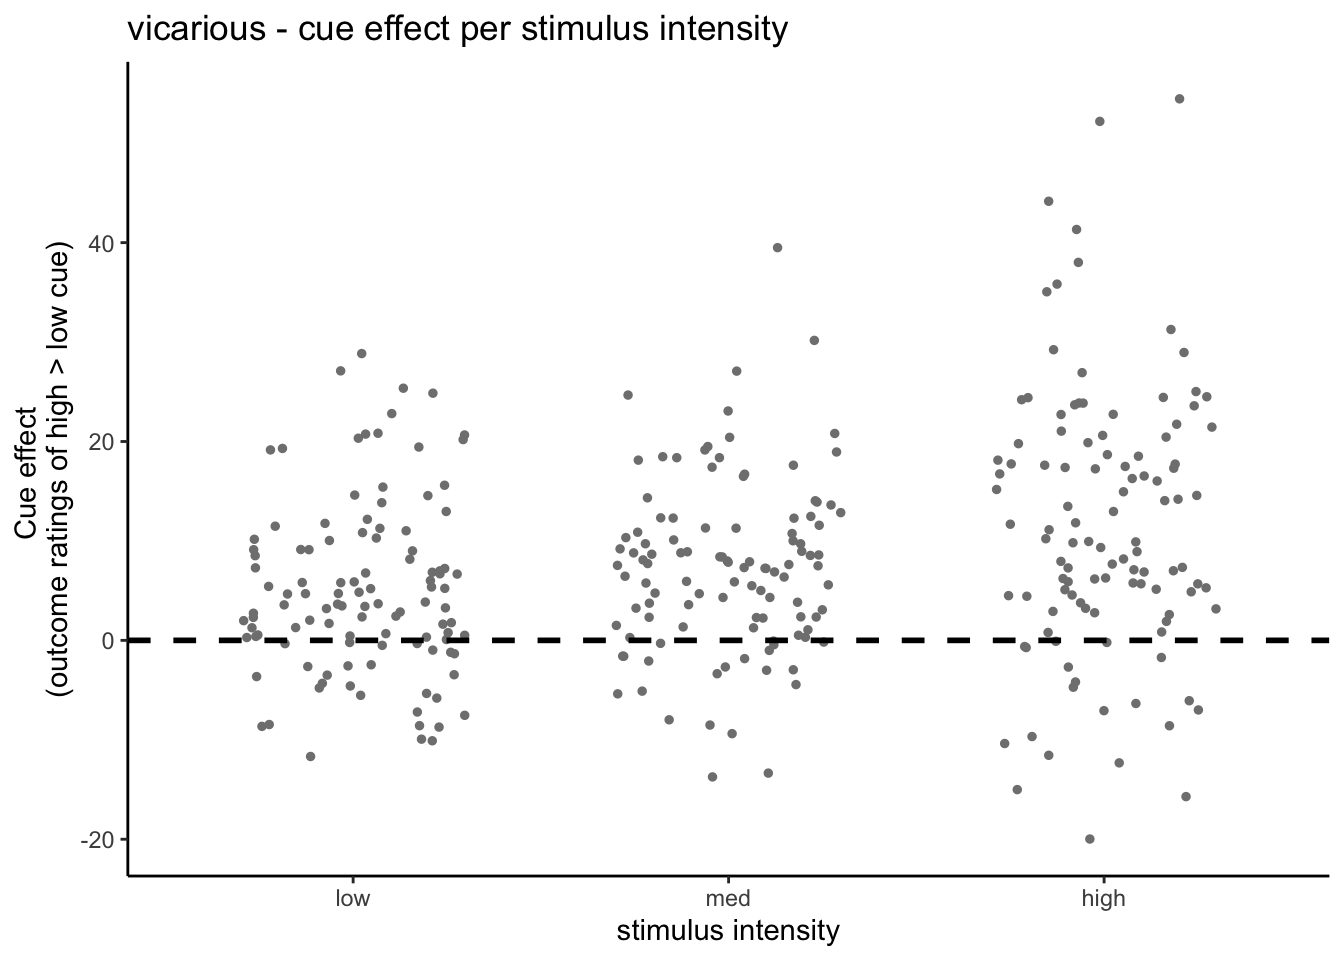 vicarious - cue effect per stimulus intensity
Cue effect
(outcome ratings of high > low cue)
40
20
0
-20
low
med
high
stimulus intensity